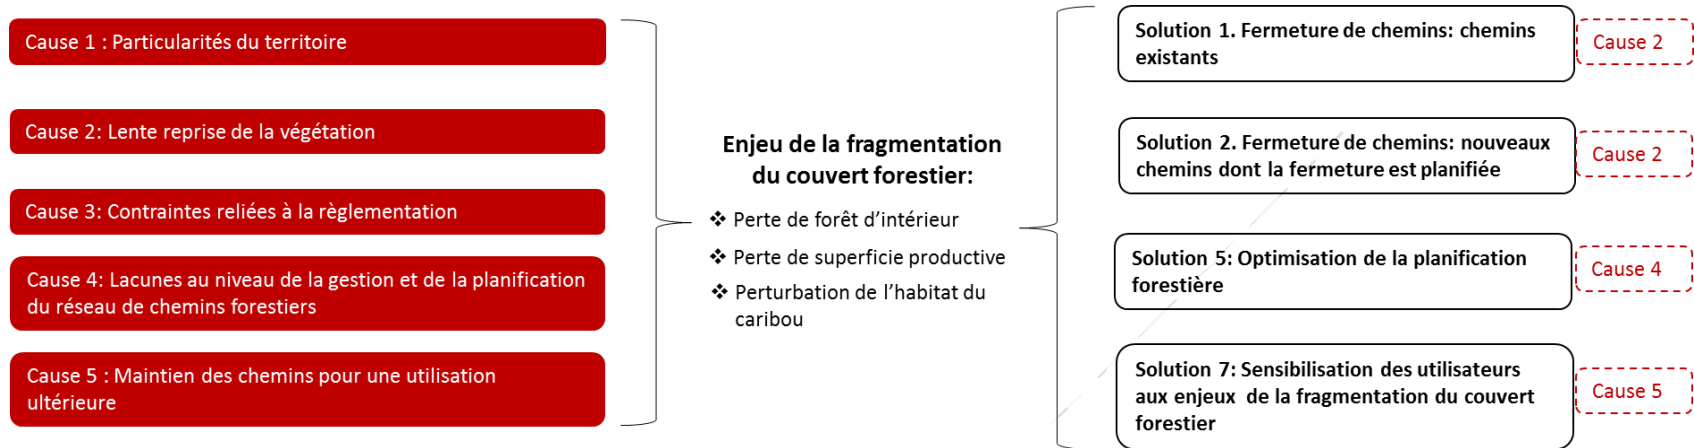 Cause 1 : Particularités du territoire
Cause 2: Lente reprise de la végétation
Cause 3: Contraintes reliées à la règlementation
Cause 4: Lacunes au niveau de la gestion et de la planification
du réseau de chemins forestiers
Cause 5 : Maintien des chemins pour une utilisation
ultérieure
Enjeu de la fragmentation
du couvert forestier:
❖ Perte de forêt d’intérieur
❖ Perte de superficie productive
❖ Perturbation de l’habitat du
caribou
Solution 1. Fermeture de chemins: chemins
existants
Cause 2
Solution 2. Fermeture de chemins: nouveaux
chemins dont la fermeture est planifiée
Cause 2
Solution 5: Optimisation de la planification
forestière
Cause 4
Solution 7: Sensibilisation des utilisateurs
aux enjeux de la fragmentation du couvert
forestier
Cause 5